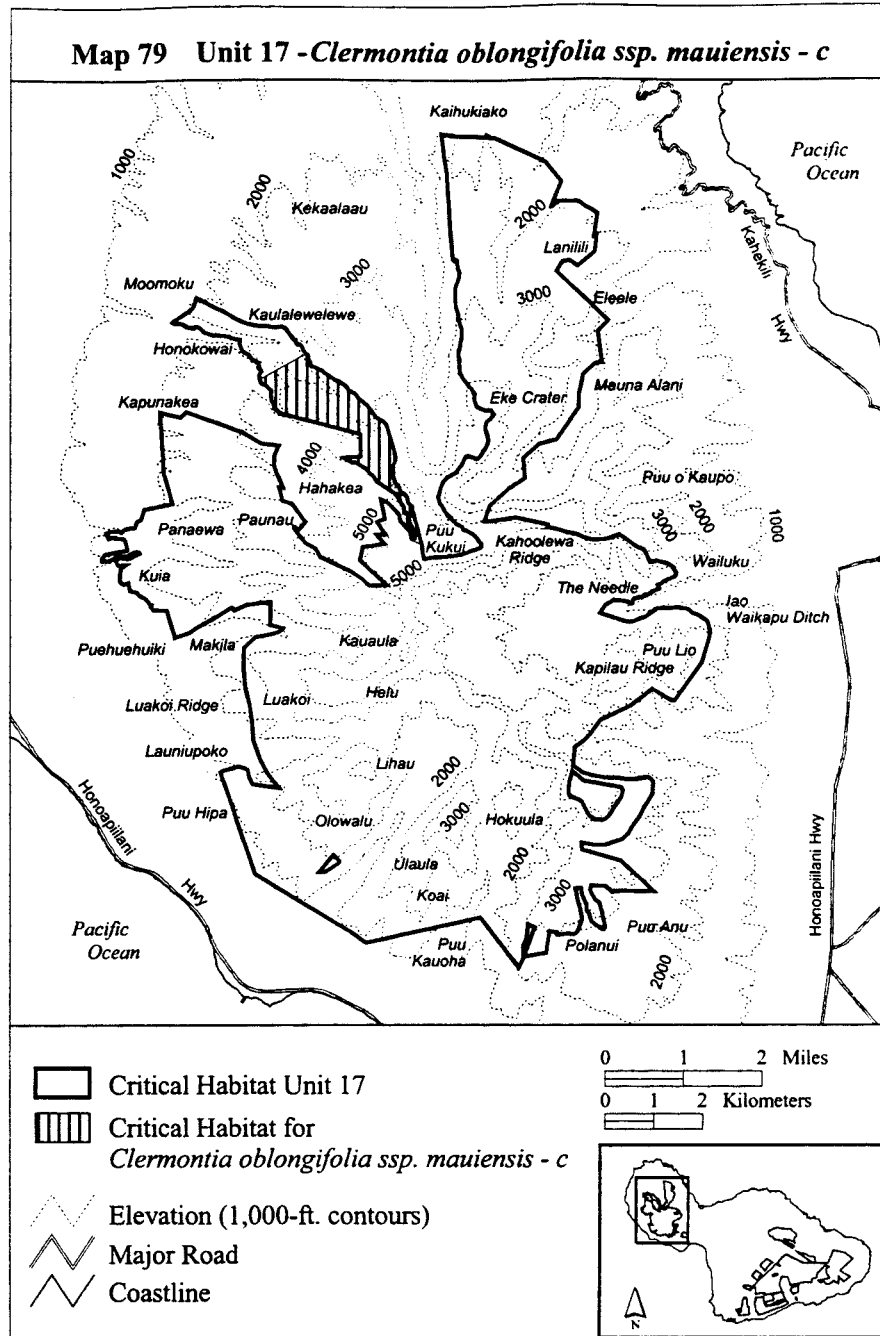 Map 79 Unit 17 - Clermontia oblongifolia ssp. mauiensis - c
Kaihukiako
Pacific
Ocean
1000
2000
Kekaalaau
2000
Lanilili
Kahekili
Hwy
3000
3000
Eleele
Moomoku
Kaulalewelewe
Honokowai
Kapunakea
Eke Crater
Mauna Alani
4000
Hahakea
Puu o Kaupo
2000
3000
1000
Panaewa
Paunau
5000
Puu
Kukui
Kahoolewa
Ridge
Wailuku
Kuia
5000
The Needle
Iao
Waikapu Ditch
Puehuehuiki
Makila
Kauaula
Puu Lio
Kapilau Ridge
Luakoi Ridge
Luakoi
Helu
Launiupoko
Lihau
2000
Puu Hipa
Olowalu
3000
Hokuula
Honoapiilani
Hwy
Ulaula
2000
Koai
3000
Honoapiilani Hwy
Pacific
Ocean
Puu
Kauoha
Polanui
Puu Anu
2000
Critical Habitat Unit 17
Critical Habitat for
Clermontia oblongifolia ssp. mauiensis - c
Elevation (1,000-ft. contours)
Major Road
Coastline
0 1 2 Miles
0 1 2 Kilometers
N